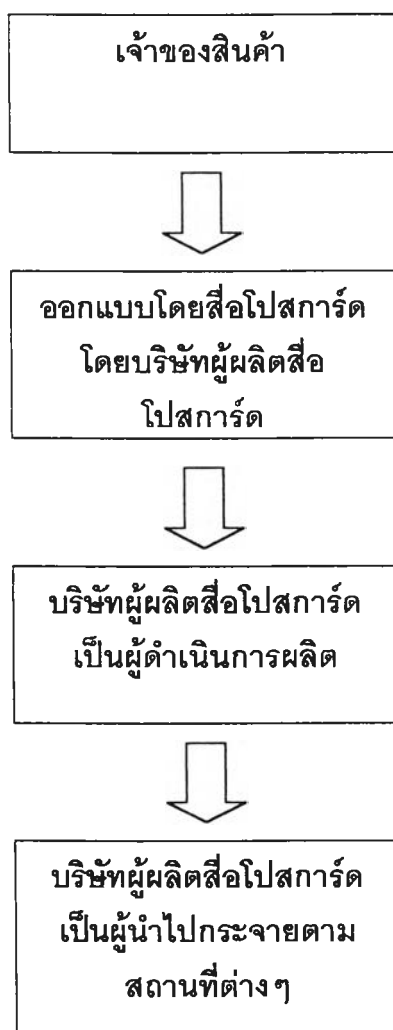 เจ้าของสินค้า
ออกแบบโดยสื่อโปสการ์ด
โดยบริษัทผู้ผลิตสื่อ
โปสการ์ด
บริษัทผู้ผลิตสื่อโปสการ์ด
เป็นผู้ดำเนินการผลิต
บริษัทผู้ผลิตสื่อโปสการ์ด
เป็นผู้นำไปกระจายตาม
สถานที่ต่างๆ